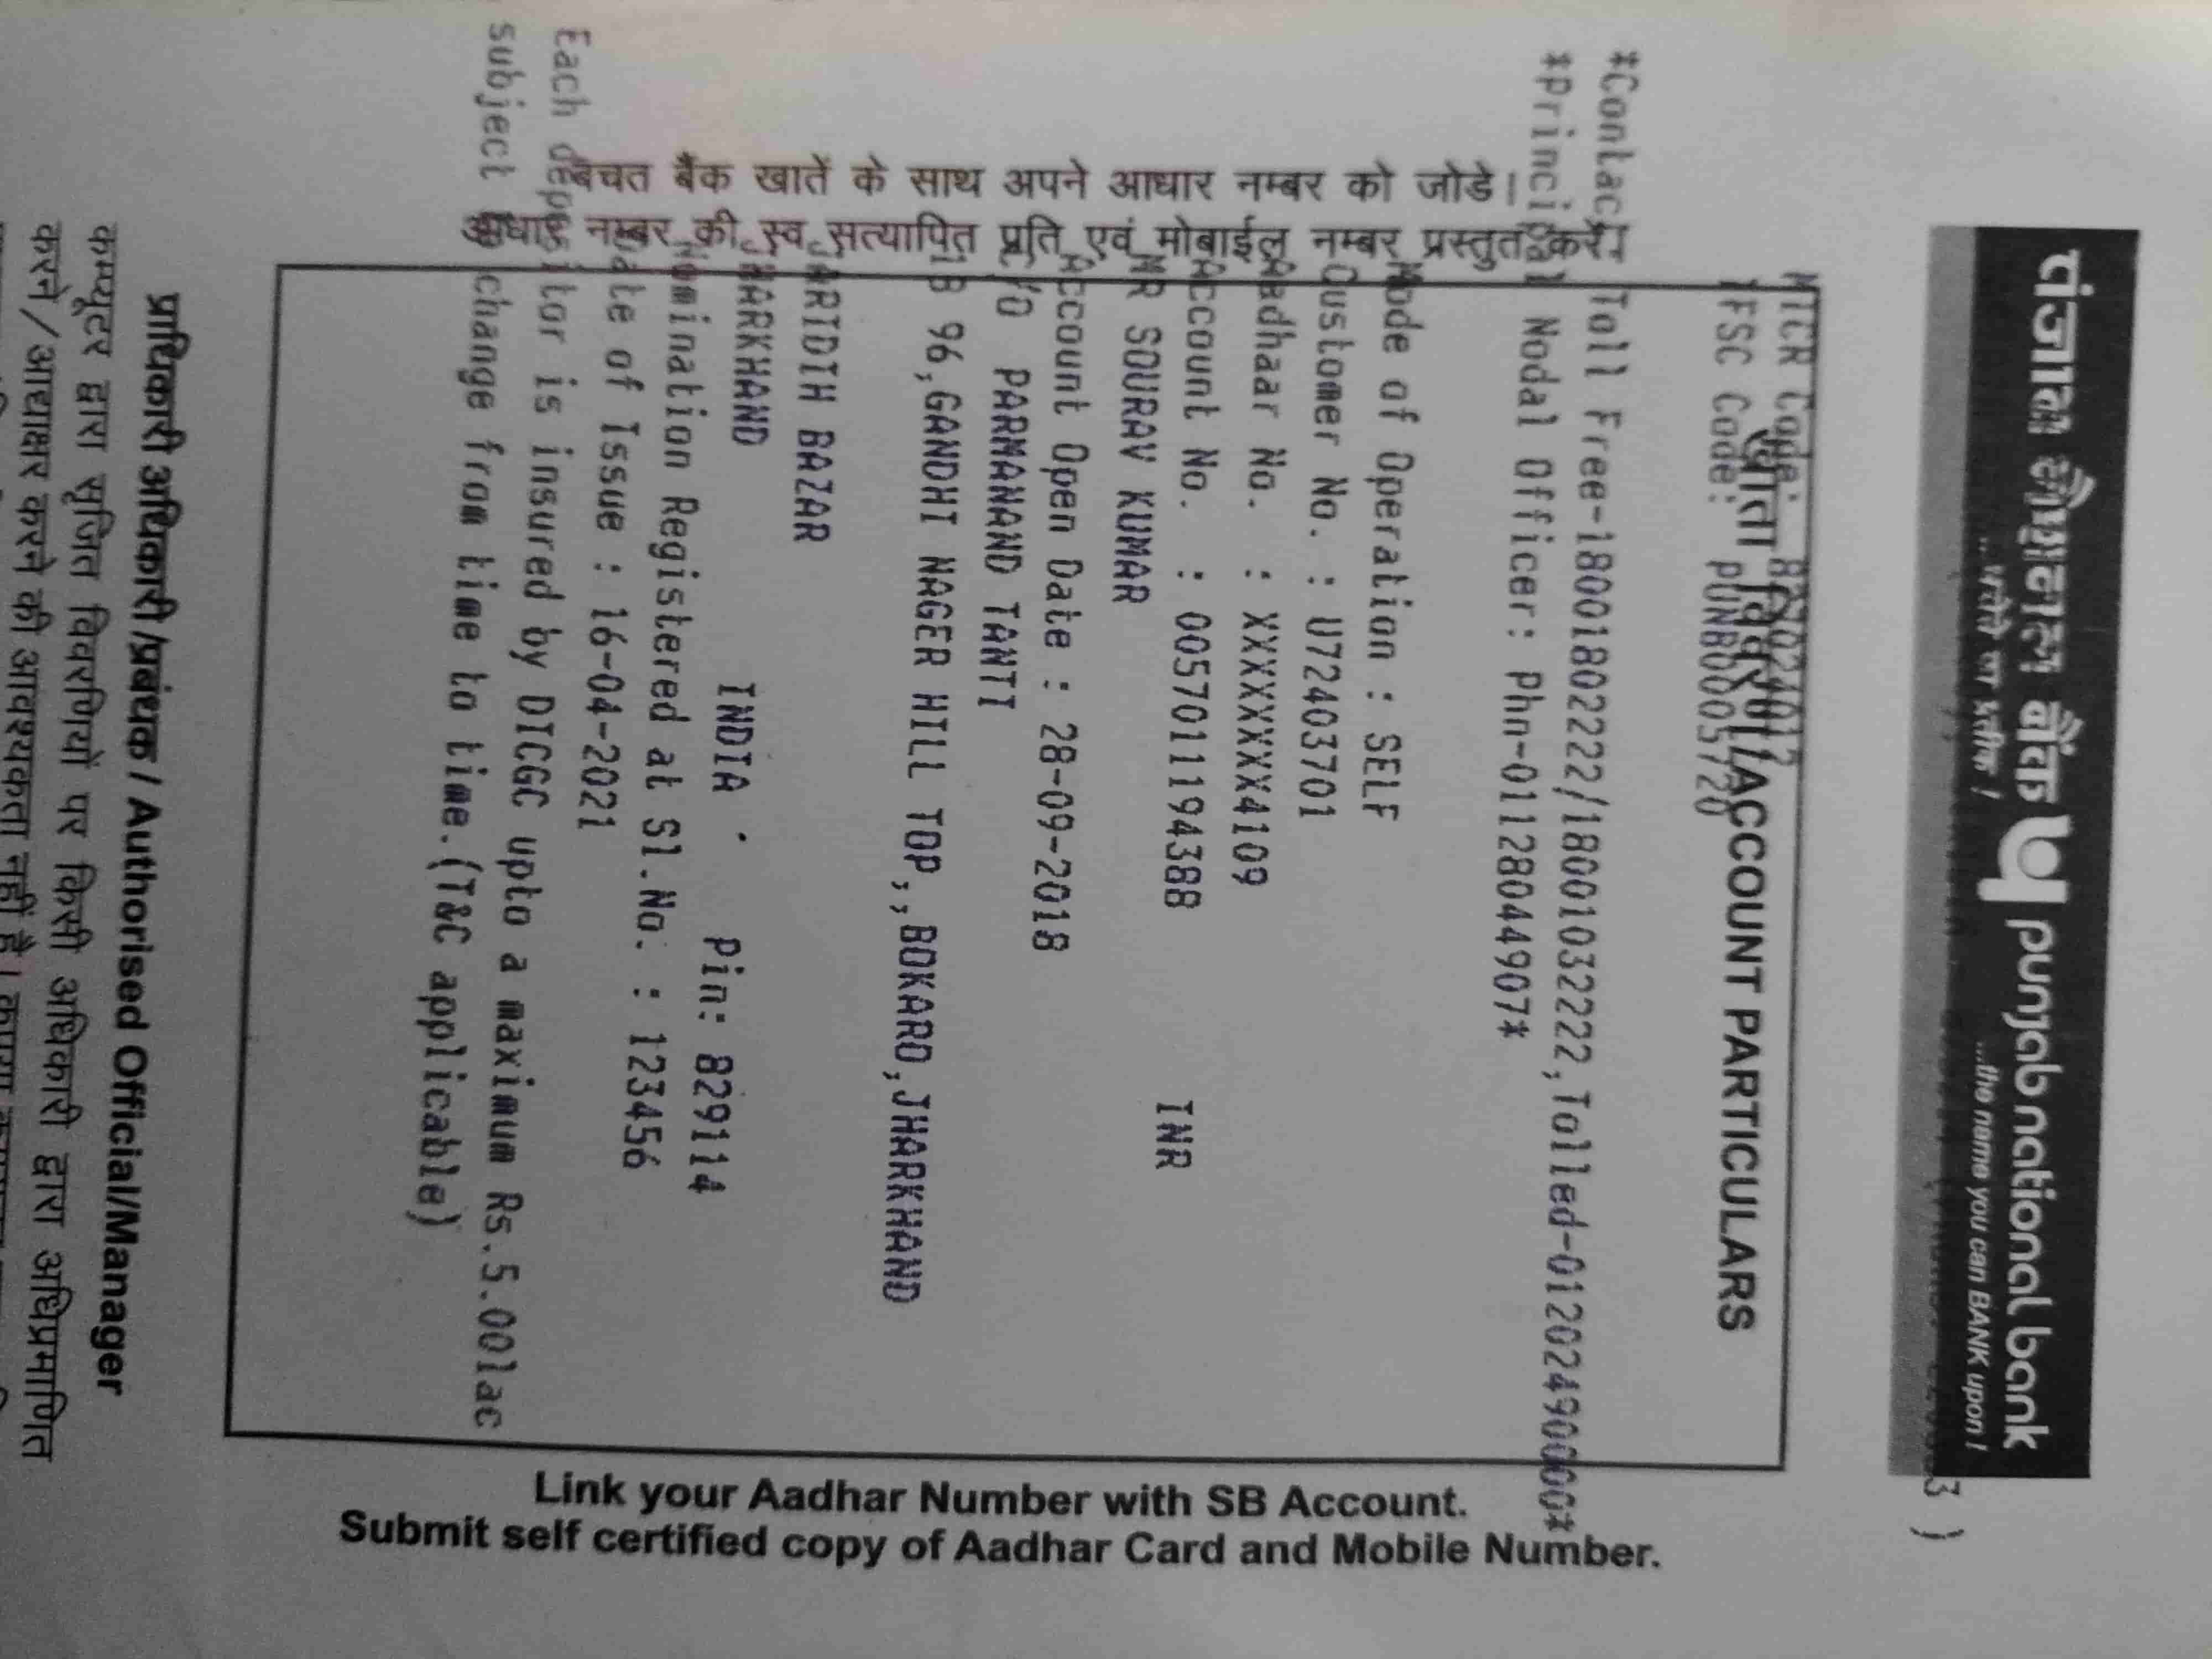 पंजाब नैशनल बैंक punjab national bank
...भरोसे का प्रतीक ! ...the name you can BANK upon !
3 )
MICR Code:
खाता विवरण/ACCOUNT PARTICULARS
IFSC Code: PUNB0005720
*Contact Toll Free-18001802222/18001032222,Tolled-01202490000*
*Principal Nodal Officer: Phn-01128044907*
Mode of Operation : SELF
Customer No. : U72403701
Aadhaar No. : XXXXXXXX4109
Account No. : 0057011194388 INR
MR SOURAV KUMAR
Account Open Date : 28-09-2018
PARMANAND TANTI
96,GANDHI NAGER HILL TOP,,BOKARO,JHARKHAND
JARIDIH BAZAR
JHARKHAND INDIA Pin: 829114
Nomination Registered at Sl.No. : 123456
Date of Issue : 16-04-2021
Each depositor is insured by DICGC upto a maximum Rs.5.00lac
subject to change from time to time.(T&C applicable)
बचत बैंक खातें के साथ अपने आधार नम्बर को जोडे।
आधार नम्बर की स्व सत्यापित प्रति एवं मोबाईल नम्बर प्रस्तुत करें।
Link your Aadhar Number with SB Account.
Submit self certified copy of Aadhar Card and Mobile Number.
प्राधिकारी अधिकारी/प्रबंधक / Authorised Official/Manager
कम्प्यूटर द्वारा सृजित विवरणियों पर किसी अधिकारी द्वारा अधिप्रमाणित
करने / आद्याक्षर करने की आवश्यकता नहीं है।